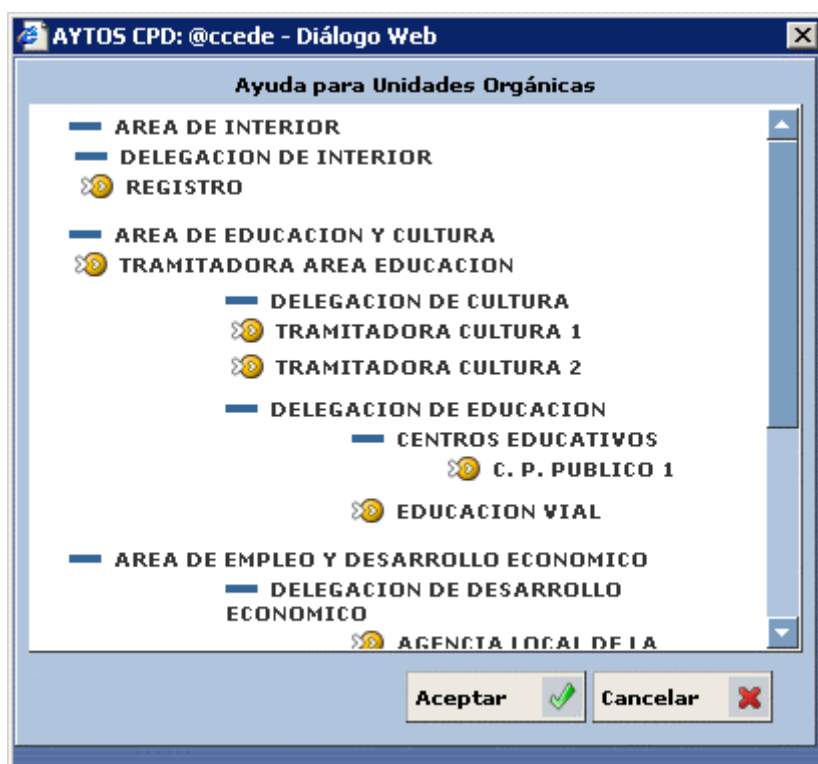 AYTOS CPD: @ccede - Diálogo Web
Ayuda para Unidades Orgánicas
AREA DE INTERIOR
DELEGACION DE INTERIOR
REGISTRO
AREA DE EDUCACION Y CULTURA
TRAMITADORA AREA EDUCACION
DELEGACION DE CULTURA
TRAMITADORA CULTURA 1
TRAMITADORA CULTURA 2
DELEGACION DE EDUCACION
CENTROS EDUCATIVOS
C. P. PUBLICO 1
EDUCACION VIAL
AREA DE EMPLEO Y DESARROLLO ECONOMICO
DELEGACION DE DESARROLLO
ECONOMICO
AGENCIA LOCAL DE LA
Aceptar
Cancelar